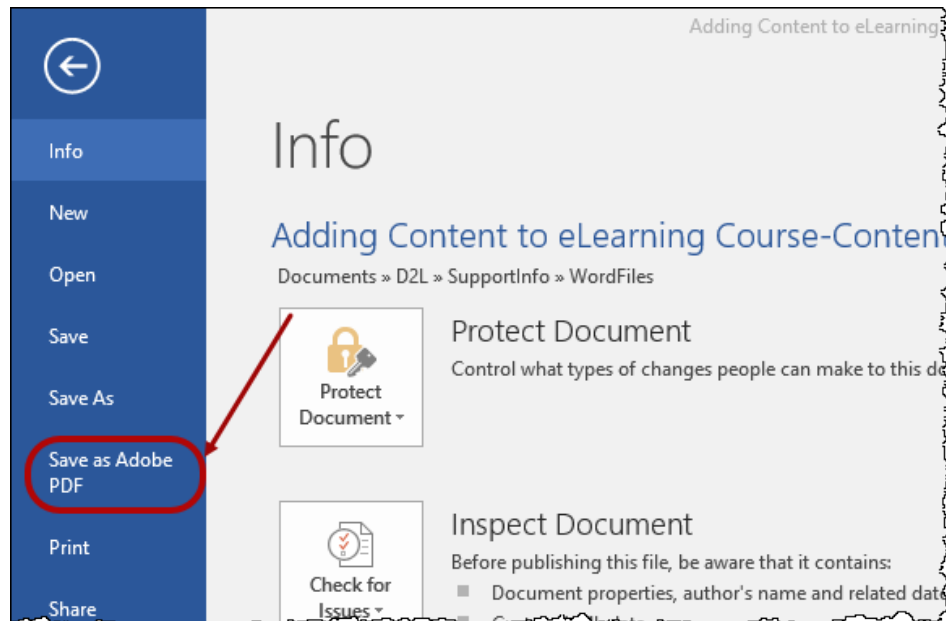 Adding Content to eLearning
Info
New
Open
Save
Save As
Save as Adobe
PDF
Print
Share
Info
Adding Content to eLearning Course-Conten
Documents » D2L » SupportInfo » WordFiles
Protect
Document
Protect Document
Control what types of changes people can make to this do
Check for
Issues
Inspect Document
Before publishing this file, be aware that it contains:
Document properties, author's name and related date